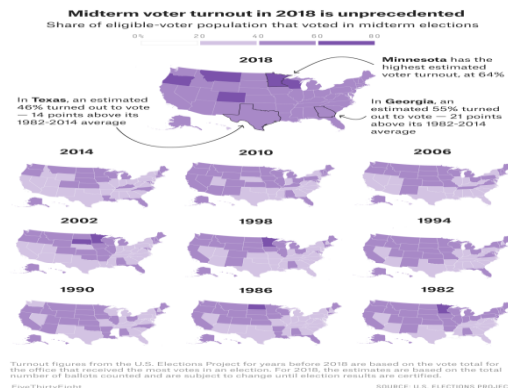 Midterm voter turnout in 2018 is unprecedented
Share of eligible-voter population that voted in midterm elections
0% 20 40 60 80
2018
Minnesota has the
highest estimated
voter turnout, at 64%
In Texas, an estimated
46% turned out to vote
— 14 points above its
1982-2014 average
In Georgia, an
estimated 55% turned
out to vote — 21 points
above its 1982-2014
average
2014
2010
2006
2002
1998
1994
1990
1986
1982
Turnout figures from the U.S. Elections Project for years before 2018 are based on the vote total for
the office that received the most votes in an election. For 2018, the estimates are based on the total
number of ballots counted and are subject to change until election results are certified.
FiveThirtyEight
SOURCE: U.S. ELECTIONS PROJECT